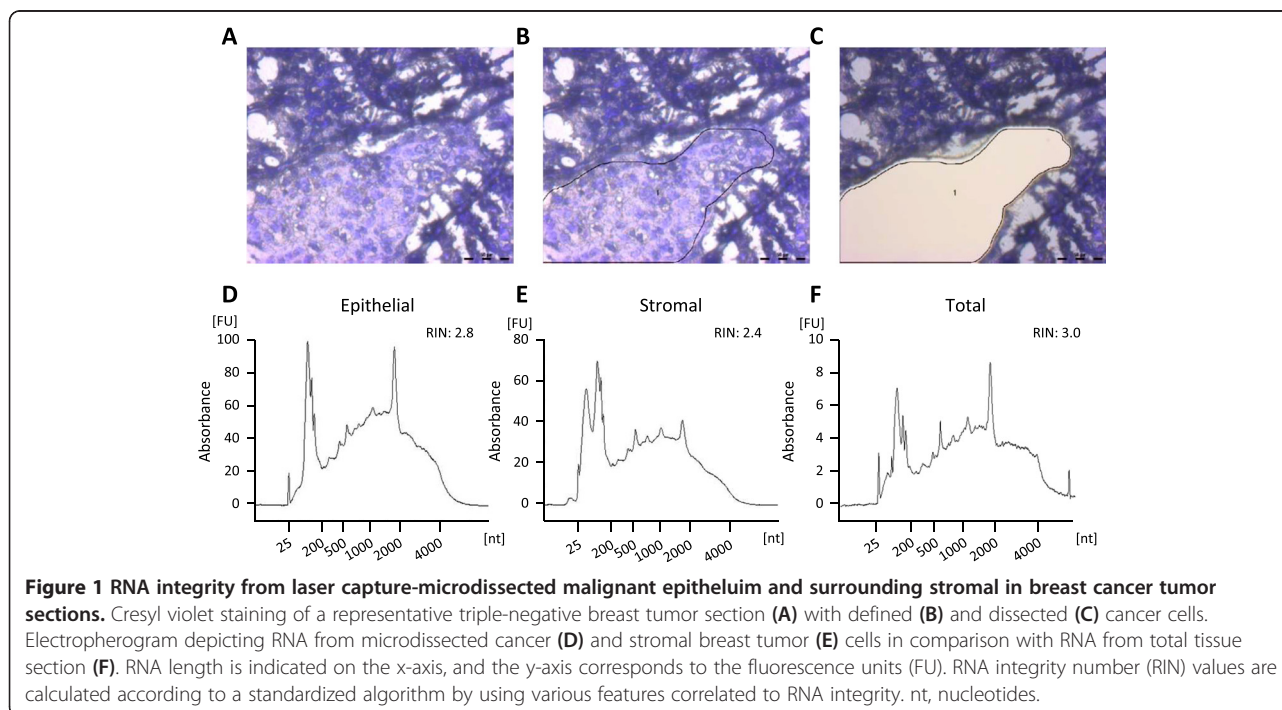 A B C
1
1
D E F
Epithelial Stromal Total
[FU] [FU] [FU]
RIN: 2.8 RIN: 2.4 RIN: 3.0
Absorbance
100
80
60
40
20
0
25 200 500 1000 2000 4000 [nt]
Absorbance
80
60
40
20
0
25 200 500 1000 2000 4000 [nt]
Absorbance
10
8
6
4
2
0
25 200 500 1000 2000 4000 [nt]
Figure 1 RNA integrity from laser capture-microdissected malignant epitheluim and surrounding stromal in breast cancer tumor
sections. Cresyl violet staining of a representative triple-negative breast tumor section (A) with defined (B) and dissected (C) cancer cells.
Electropherogram depicting RNA from microdissected cancer (D) and stromal breast tumor (E) cells in comparison with RNA from total tissue
section (F). RNA length is indicated on the x-axis, and the y-axis corresponds to the fluorescence units (FU). RNA integrity number (RIN) values are
calculated according to a standardized algorithm by using various features correlated to RNA integrity. nt, nucleotides.